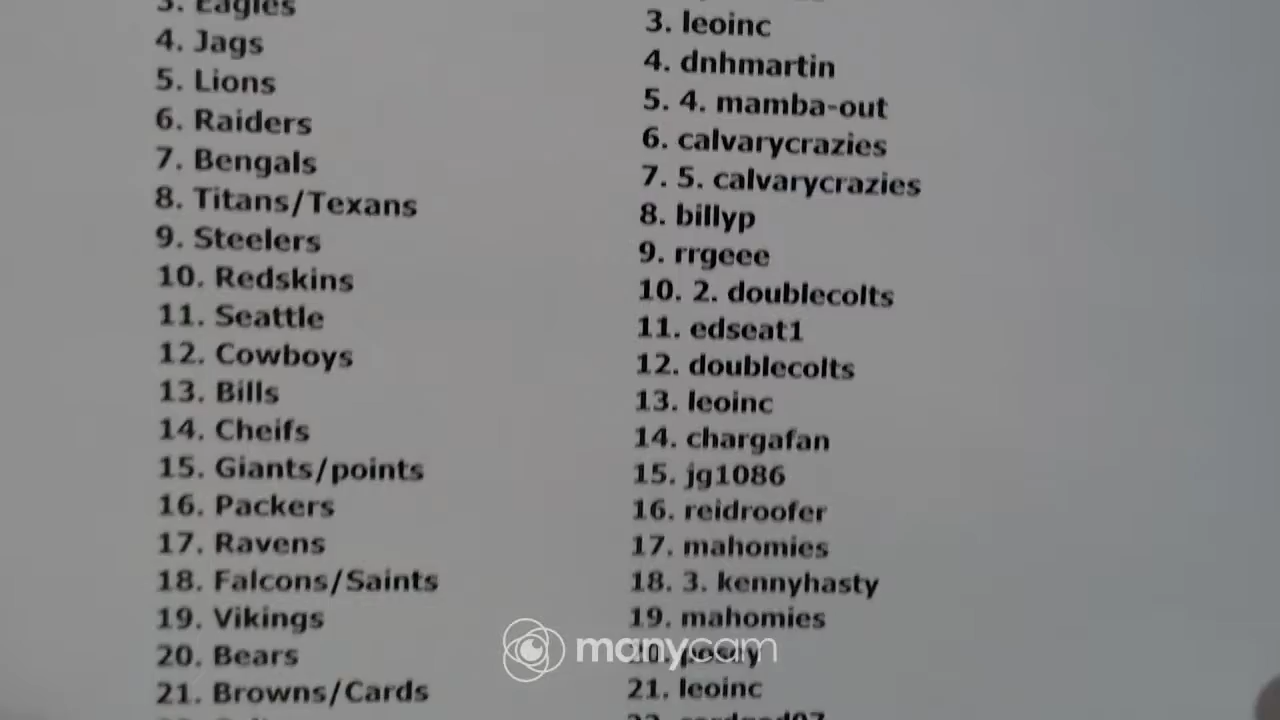 3. Eagles
4. Jags
5. Lions
6. Raiders
7. Bengals
8. Titans/Texans
9. Steelers
10. Redskins
11. Seattle
12. Cowboys
13. Bills
14. Cheifs
15. Giants/points
16. Packers
17. Ravens
18. Falcons/Saints
19. Vikings
20. Bears
21. Browns/Cards
3. leoinc
4. dnhmartin
5. 4. mamba-out
6. calvarycrazies
7. 5. calvarycrazies
8. billyp
9. rrgeee
10. 2. doublecolts
11. edseat1
12. doublecolts
13. leoinc
14. chargafan
15. jg1086
16. reidroofer
17. mahomies
18. 3. kennyhasty
19. mahomies
20.
21. leoinc
manycam